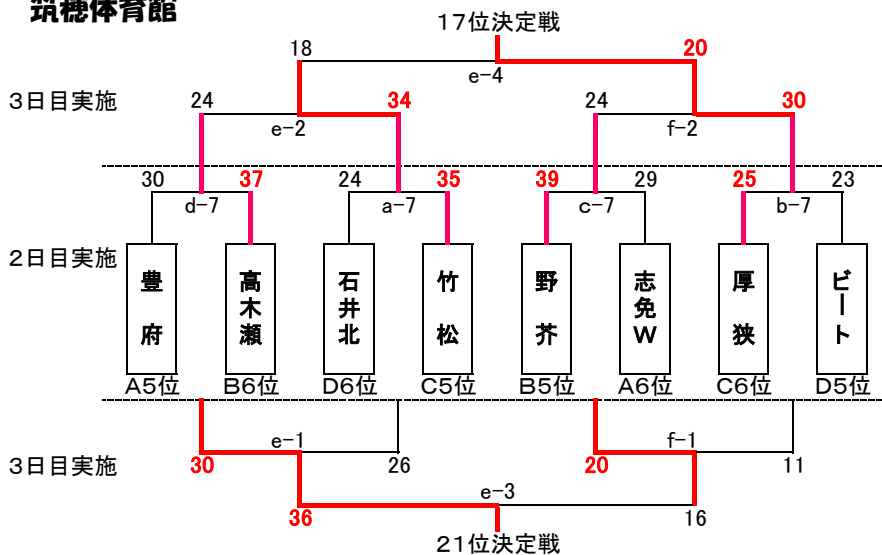 筑穂体育館
17位決定戦
18
20
e-4
3日目実施
24
34
24
30
e-2
f-2
30
37
24
35
39
29
25
23
d-7
a-7
c-7
b-7
2日目実施
豊府
高木瀬
石井北
竹松
野芥
志免W
厚狭
ビート
A5位
B6位
D6位
C5位
B5位
A6位
C6位
D5位
e-1
f-1
3日目実施
30
26
20
11
e-3
36
16
21位決定戦